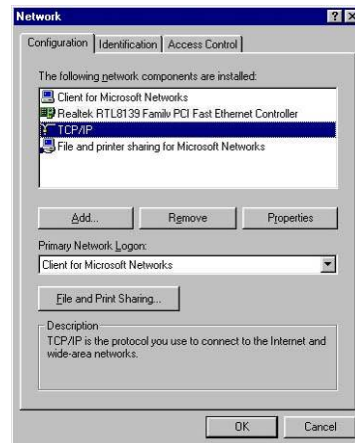 Network
Configuration Identification Access Control
The following network components are installed:
Client for Microsoft Networks
Realtek RTL8139 Family PCI Fast Ethernet Controller
TCP/IP
File and printer sharing for Microsoft Networks
Add... Remove Properties
Primary Network Logon:
Client for Microsoft Networks
File and Print Sharing...
Description
TCP/IP is the protocol you use to connect to the Internet and
wide-area networks.
OK Cancel